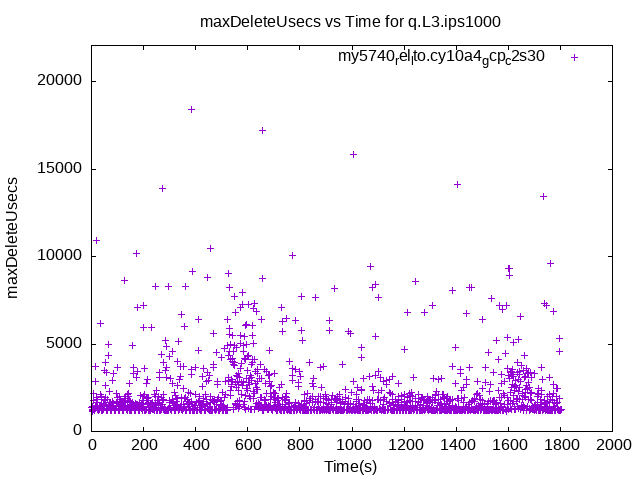 maxDeleteUsecs vs Time for q.L3.ips1000
my5740relito.cy10a4gcpc2s30
20000
15000
10000
5000
0
maxDeleteUsecs
0 200 400 600 800 1000 1200 1400 1600 1800 2000
Time(s)